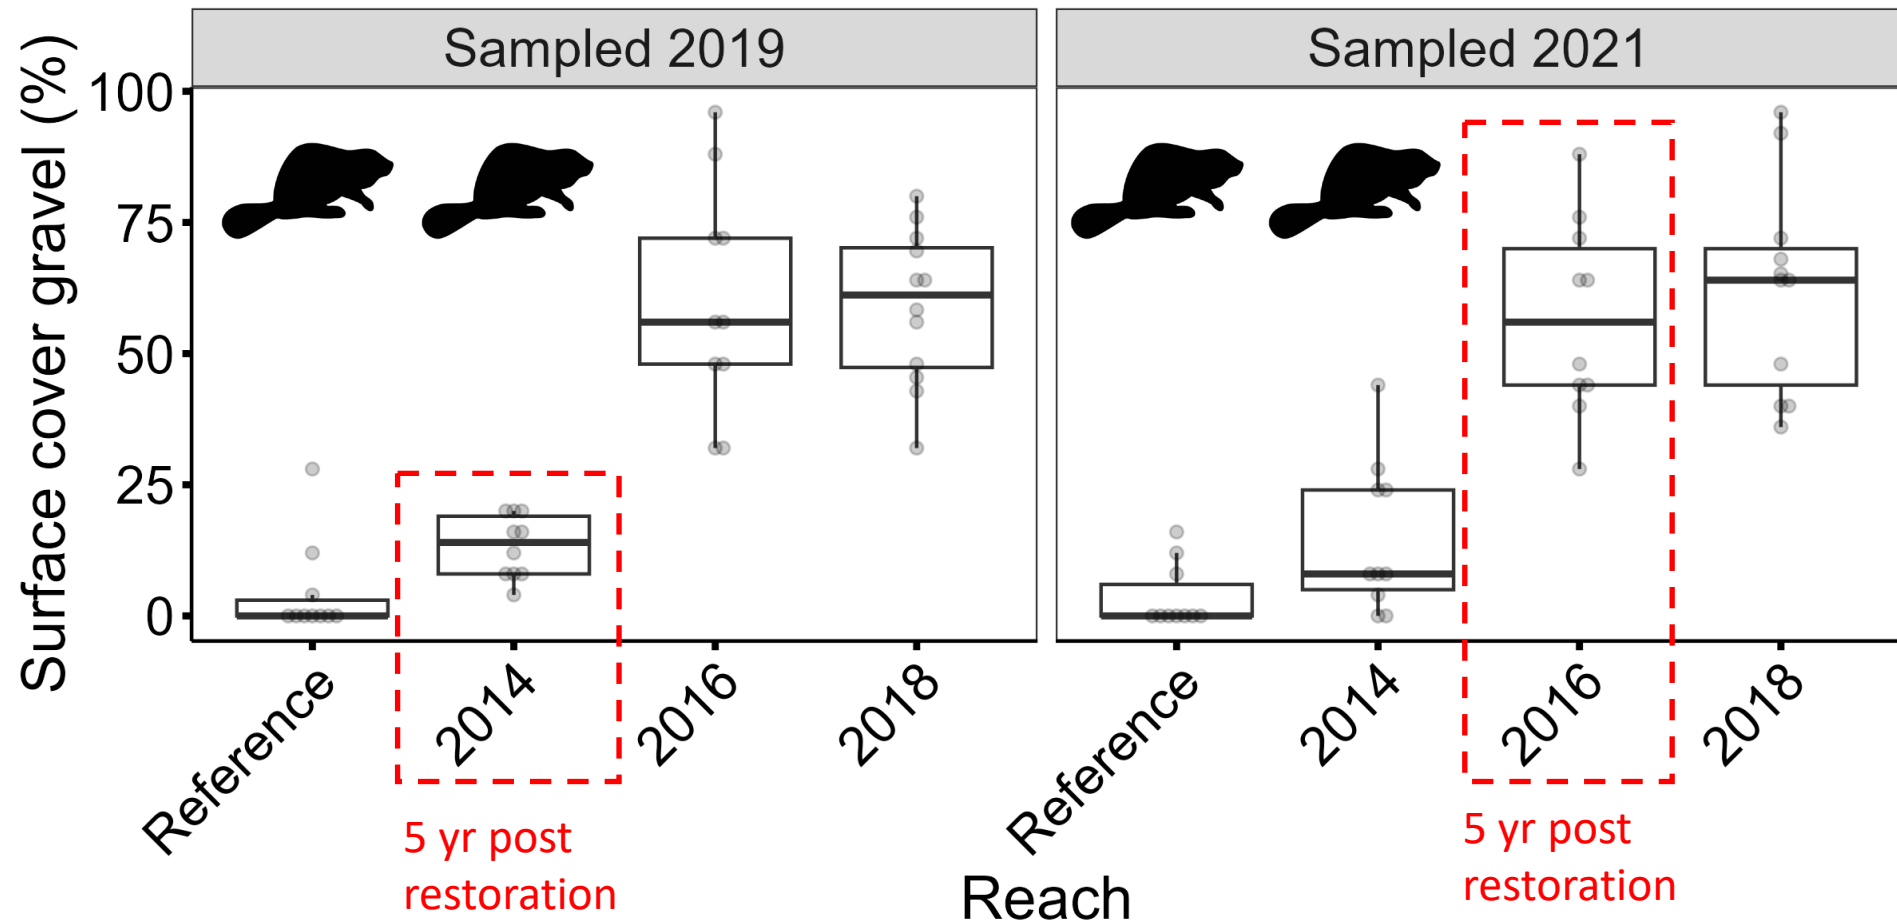 Sampled 2019
Sampled 2021
Surface cover gravel (%)
100
75
50
25
0
Reference
2014
2016
2018
Reference
2014
2016
2018
5 yr post
restoration
5 yr post
restoration
Reach